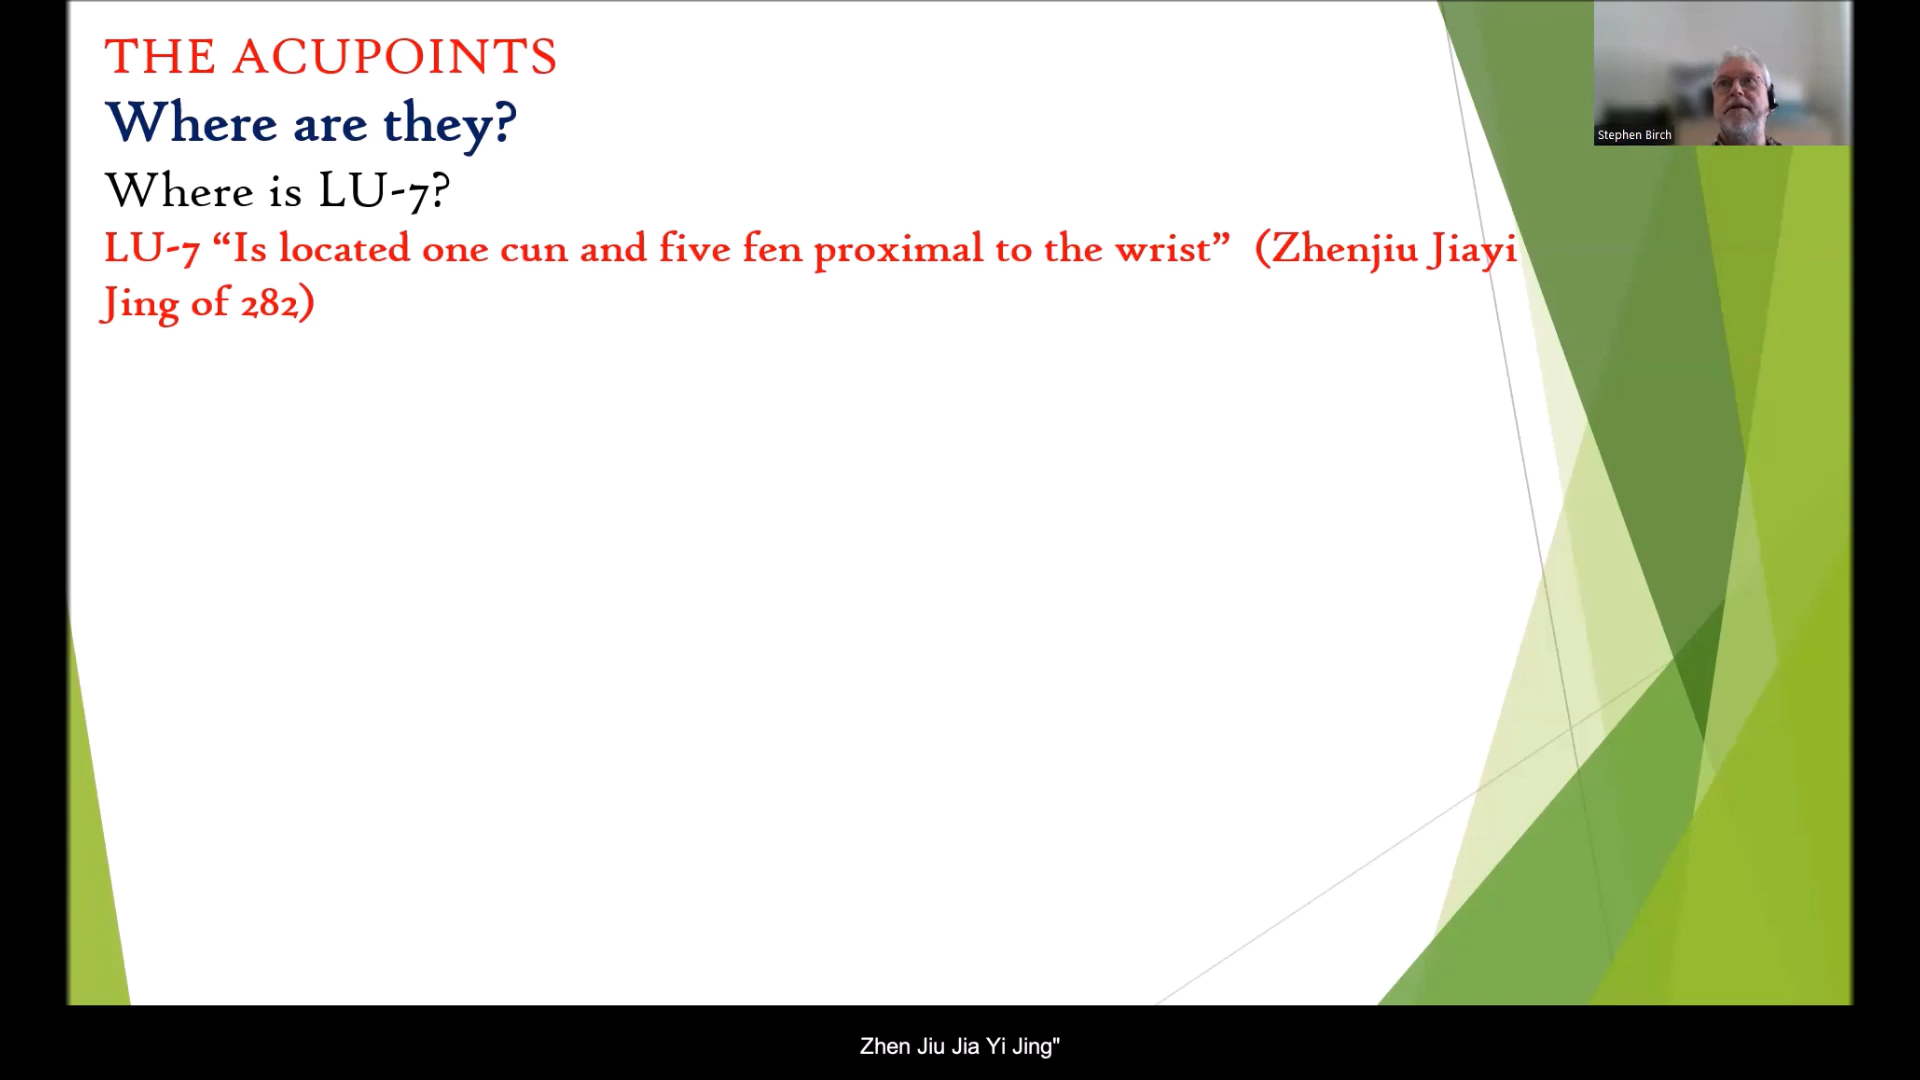 THE ACUPOINTS
Where are they?
Where is LU-7?
LU-7 “Is located one cun and five fen proximal to the wrist”  (Zhenjiu Jiayi
Jing of 282)
Stephen Birch
Zhen Jiu Jia Yi Jing"